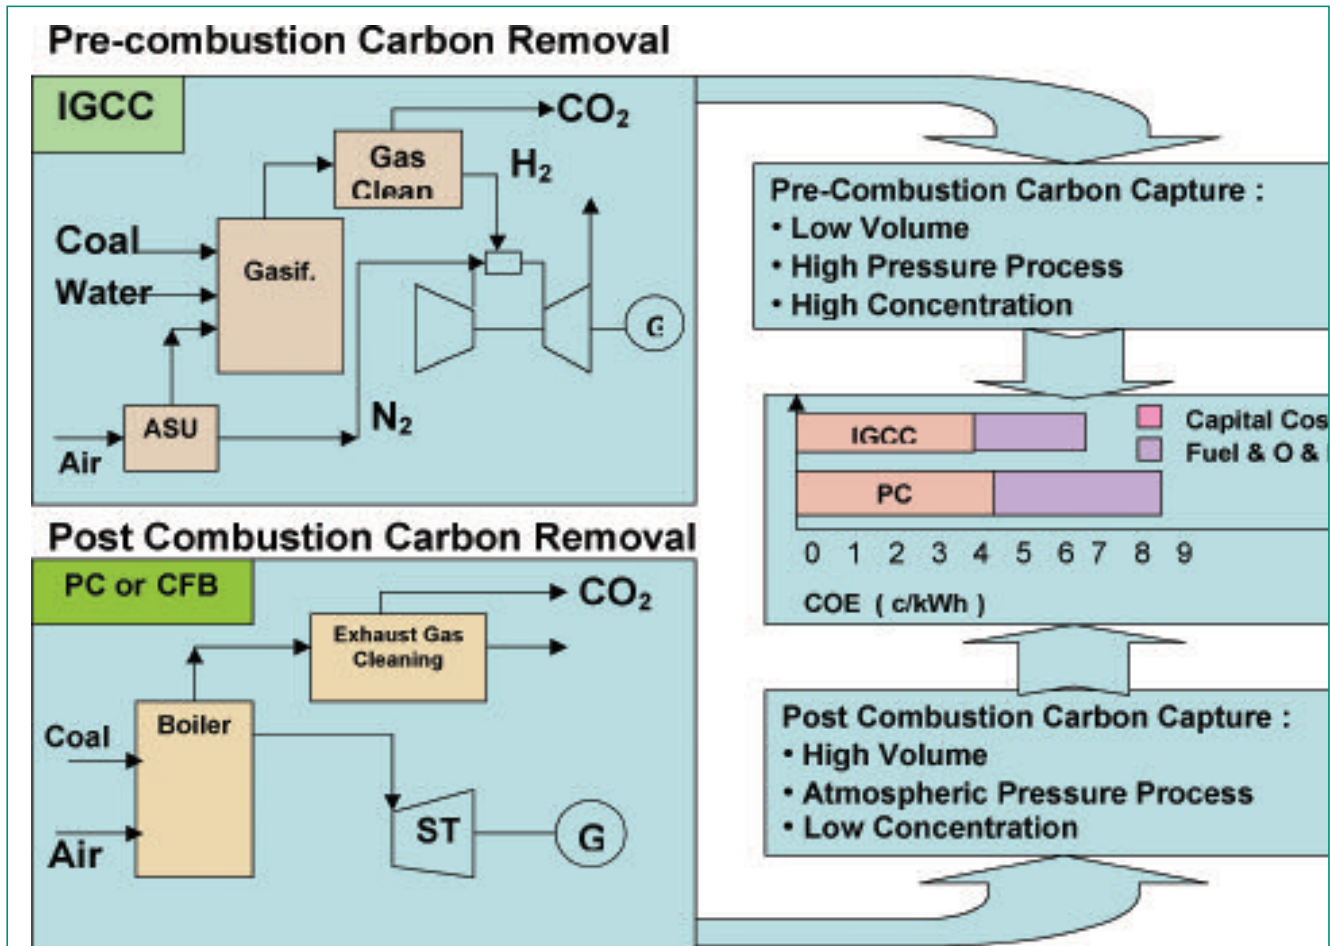 Pre-combustion Carbon Removal
IGCC
CO₂
Gas
Clean
H₂
Coal
Water
Gasif.
G
ASU
N₂
Air
Pre-Combustion Carbon Capture :
• Low Volume
• High Pressure Process
• High Concentration
IGCC
PC
Capital Cos
Fuel & O &
0 1 2 3 4 5 6 7 8 9
COE ( c/kWh )
Post Combustion Carbon Removal
PC or CFB
CO₂
Exhaust Gas
Cleaning
Boiler
Coal
Air
ST
G
Post Combustion Carbon Capture :
• High Volume
• Atmospheric Pressure Process
• Low Concentration